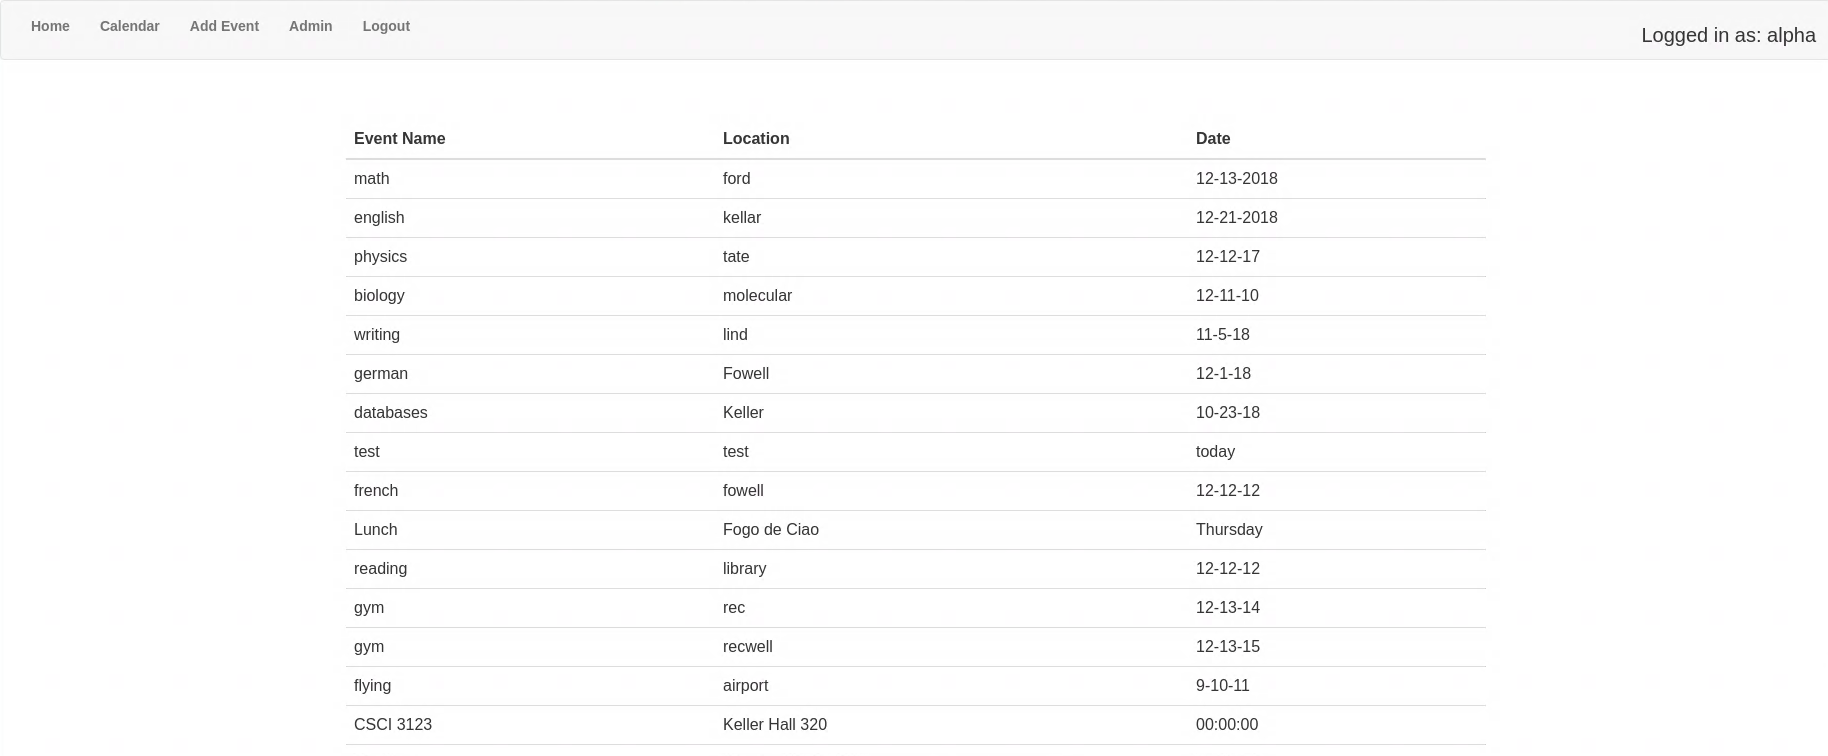 Home Calendar Add Event Admin Logout Logged in as: alpha
Event Name Location Date
math ford 12-13-2018
english kellar 12-21-2018
physics tate 12-12-17
biology molecular 12-11-10
writing lind 11-5-18
german Fowell 12-1-18
databases Keller 10-23-18
test test today
french fowell 12-12-12
Lunch Fogo de Ciao Thursday
reading library 12-12-12
gym rec 12-13-14
gym recwell 12-13-15
flying airport 9-10-11
CSCI 3123 Keller Hall 320 00:00:00